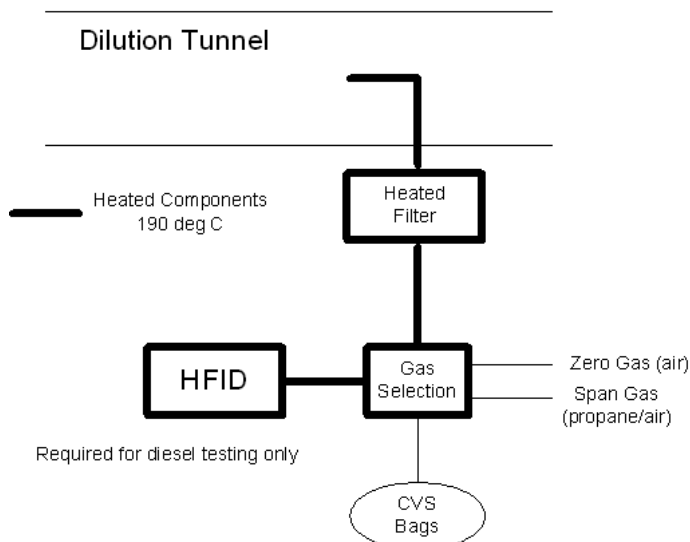 Dilution Tunnel
Heated Components
190 deg C
Heated
Filter
HFID
Gas
Selection
Zero Gas (air)
Span Gas
(propane/air)
Required for diesel testing only
CVS
Bags